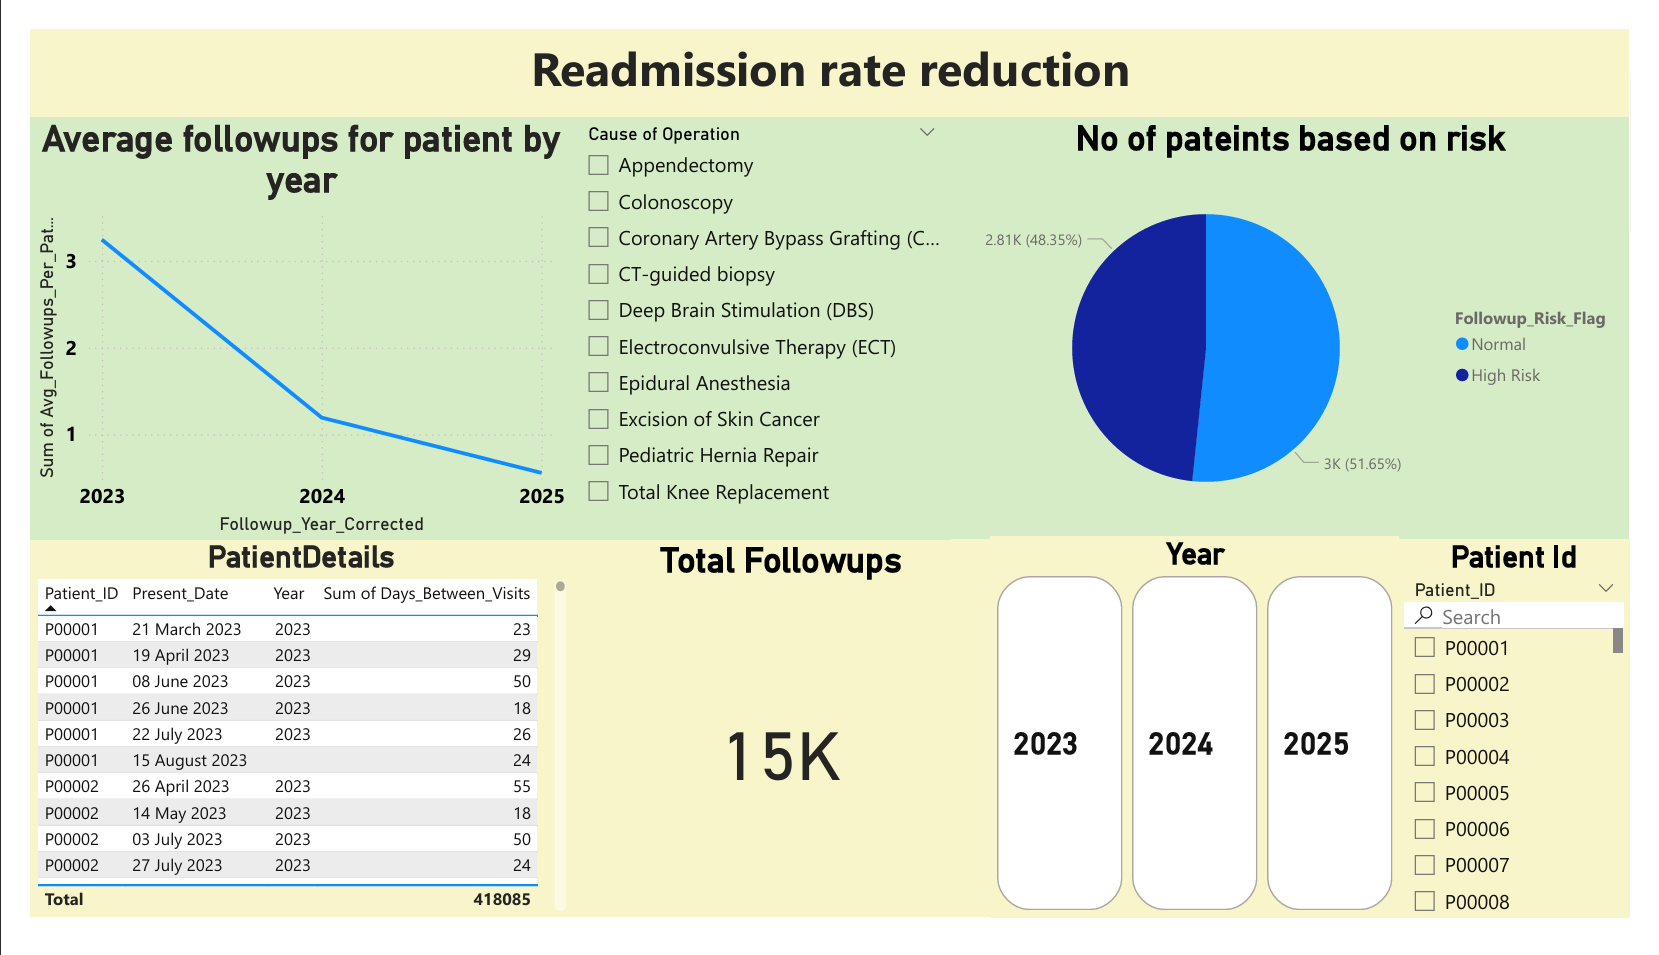 Readmission rate reduction
Average followups for patient by
year
Sum of Avg_Followups_Per_Pat...
3
2
1
2023 2024 2025
Followup_Year_Corrected
Cause of Operation
Appendectomy
Colonoscopy
Coronary Artery Bypass Grafting (C...
CT-guided biopsy
Deep Brain Stimulation (DBS)
Electroconvulsive Therapy (ECT)
Epidural Anesthesia
Excision of Skin Cancer
Pediatric Hernia Repair
Total Knee Replacement
No of pateints based on risk
2.81K (48.35%)
3K (51.65%)
Followup_Risk_Flag
Normal
High Risk
PatientDetails
Patient_ID Present_Date Year Sum of Days_Between_Visits
P00001 21 March 2023 2023 23
P00001 19 April 2023 2023 29
P00001 08 June 2023 2023 50
P00001 26 June 2023 2023 18
P00001 22 July 2023 2023 26
P00001 15 August 2023 24
P00002 26 April 2023 2023 55
P00002 14 May 2023 2023 18
P00002 03 July 2023 2023 50
P00002 27 July 2023 2023 24
Total 418085
Total Followups
15K
Year
2023 2024 2025
Patient Id
Patient_ID
Search
P00001
P00002
P00003
P00004
P00005
P00006
P00007
P00008